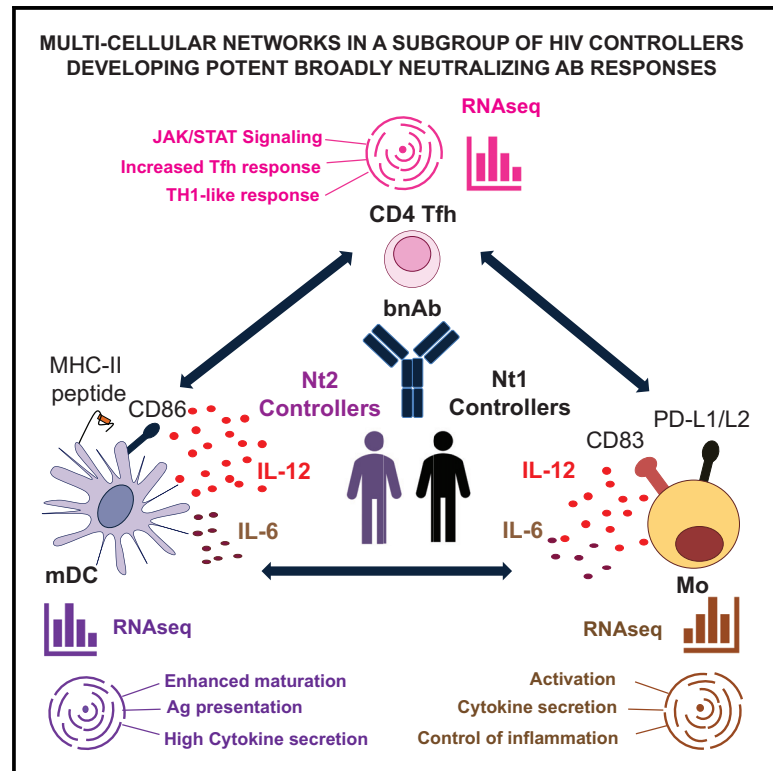 MULTI-CELLULAR NETWORKS IN A SUBGROUP OF HIV CONTROLLERS
DEVELOPING POTENT BROADLY NEUTRALIZING AB RESPONSES
RNAseq
JAK/STAT Signaling
Increased Tfh response
TH1-like response
CD4 Tfh
bnAb
MHC-II
peptide
CD86
IL-12
IL-6
mDC
Nt2
Controllers
Nt1
Controllers
PD-L1/L2
CD83
IL-12
IL-6
Mo
RNAseq
Enhanced maturation
Ag presentation
High Cytokine secretion
RNAseq
Activation
Cytokine secretion
Control of inflammation